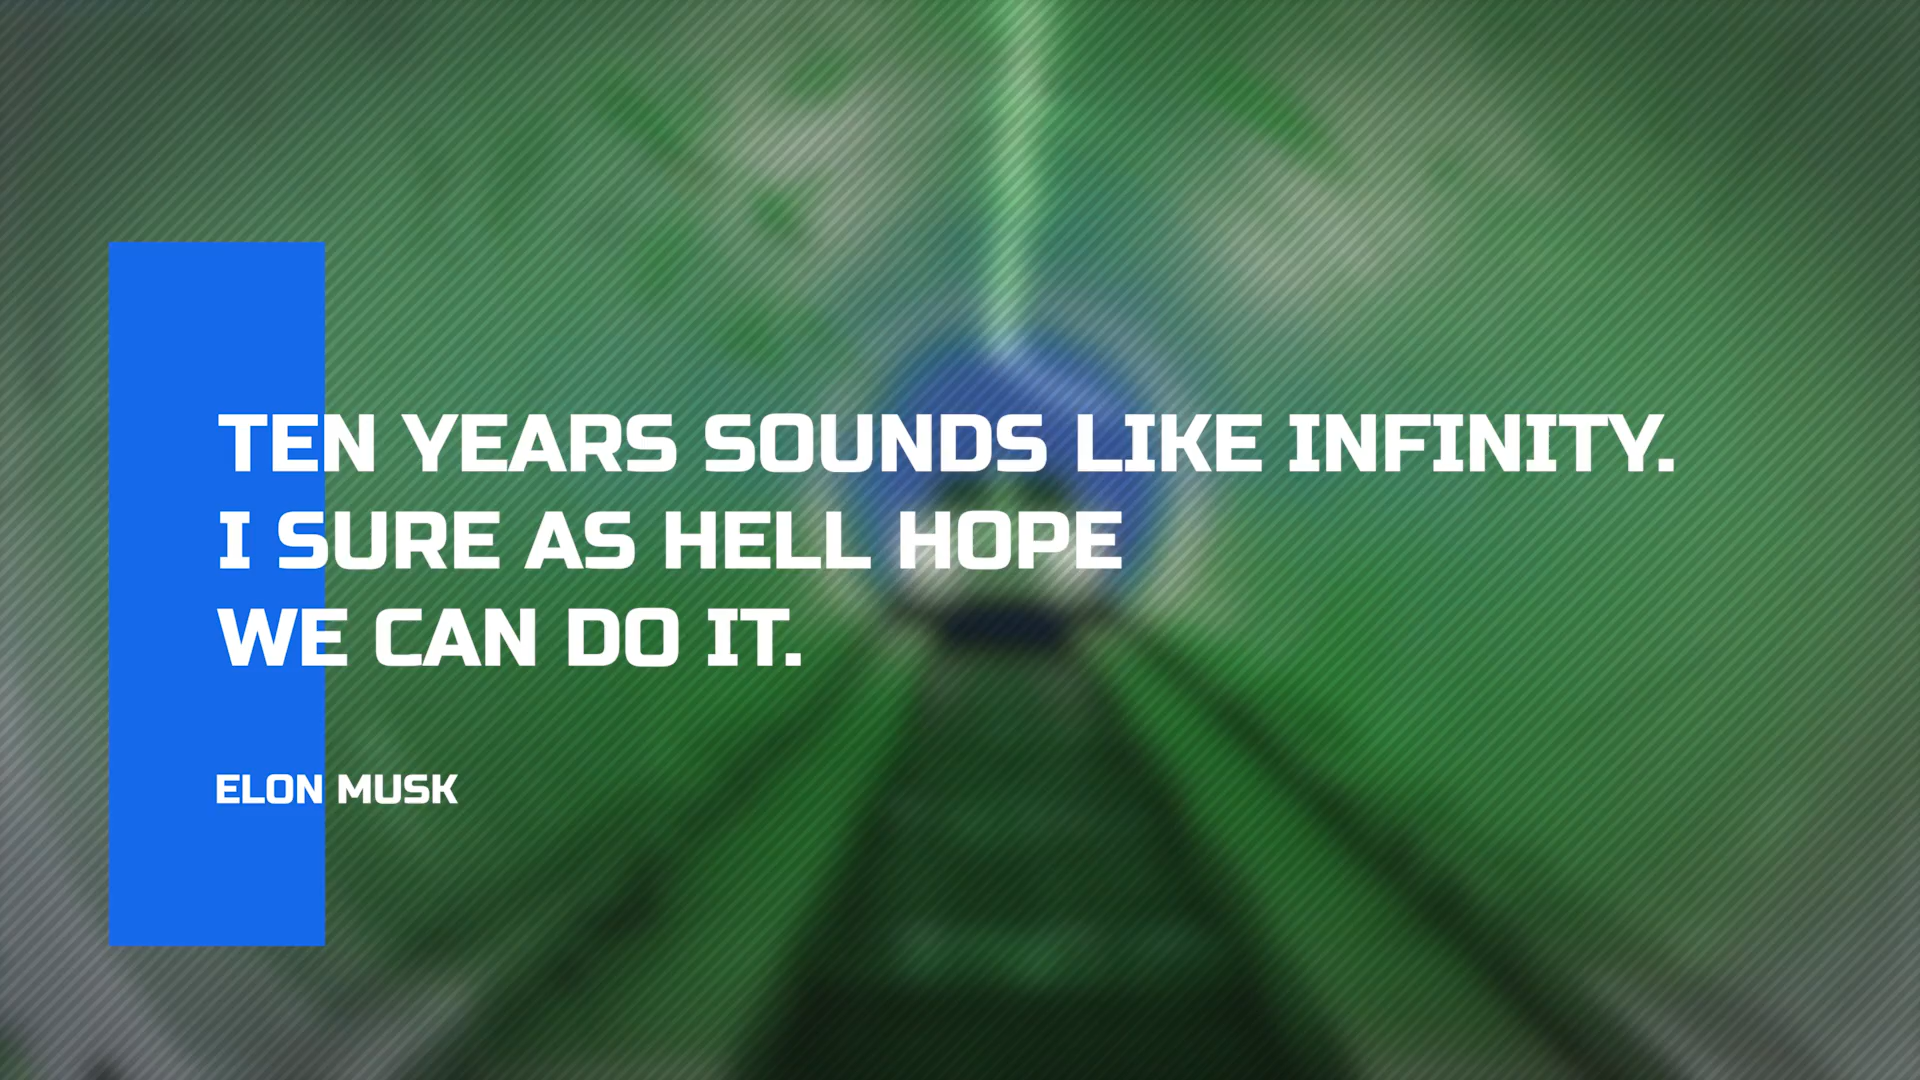 TEN YEARS SOUNDS LIKE INFINITY.
I SURE AS HELL HOPE
WE CAN DO IT.
ELON MUSK